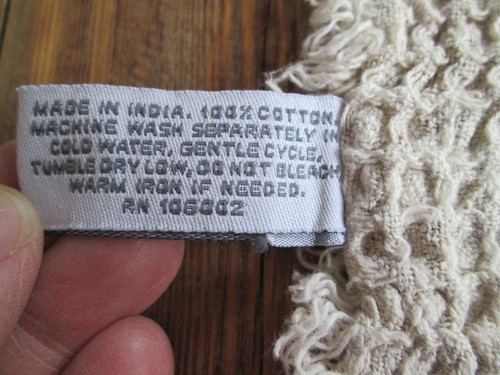 MADE IN INDIA. 100% COTTON.
MACHINE WASH SEPARATELY IN
COLD WATER, GENTLE CYCLE,
TUMBLE DRY LOW, DO NOT BLEACH
WARM IRON IF NEEDED.
RN 105862